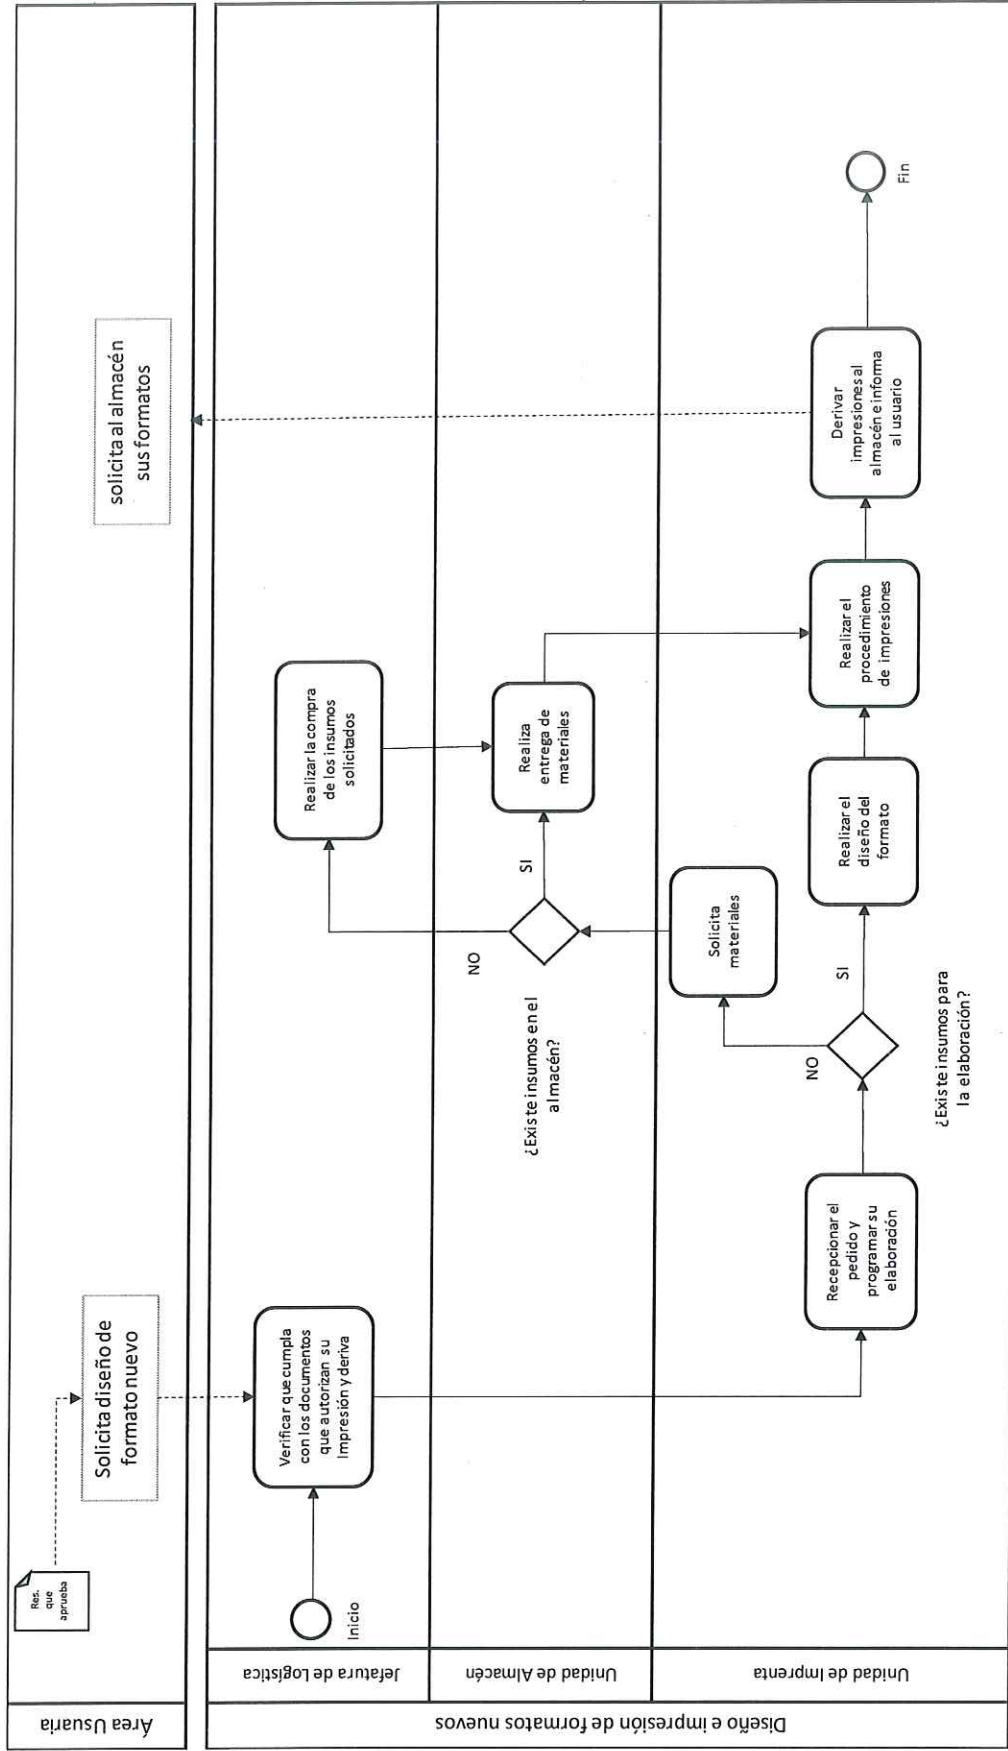 Área Usuaria
Res.
que
aprueba
Solicita diseño de
formato nuevo
solicita al almacén
sus formatos
Diseño e impresión de formatos nuevos
Jefatura de Logística
Inicio
Verificar que cumpla
con los documentos
que autorizan su
Impresión y deriva
Realizar la compra
de los insumos
solicitados
Unidad de Almacén
¿Existe insumos en el
almacén?
NO
SI
Realiza
entrega de
materiales
Unidad de Imprenta
Recepcionar el
pedido y
programar su
elaboración
¿Existe insumos para
la elaboración?
NO
SI
Solicita
materiales
Realizar el
diseño del
formato
Realizar el
procedimiento
de impresiones
Derivar
impresiones al
almacén e informa
al usuario
Fin